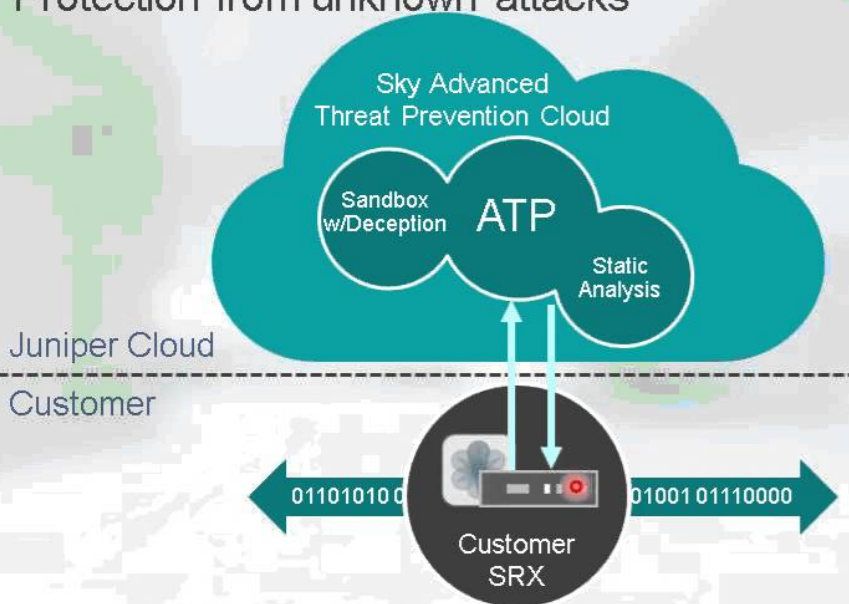 Protection from unknown attacks
Sky Advanced
Threat Prevention Cloud
Sandbox
w/Deception
ATP
Static
Analysis
Juniper Cloud
Customer
01101010 0
01001 01110000
Customer
SRX